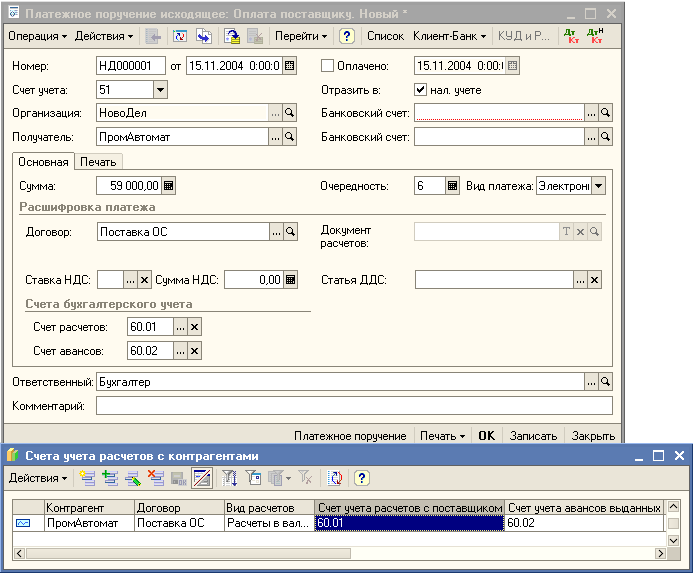 Платежное поручение исходящее: Оплата поставщику. Новый *
Операция Действия Перейти ? Список Клиент-Банк КУД и Р... Дт Кт Дт Н Кт
Номер: НД000001 от 15.11.2004 0:00:0 Оплачено: 15.11.2004 0:00:0
Счет учета: 51 Отразить в: нал. учете
Организация: НовоДел ... Банковский счет: ...
Получатель: ПромАвтомат ... Банковский счет: ...
Основная Печать
Сумма: 59 000,00 Очередность: 6 Вид платежа: Электрон
Расшифровка платежа
Договор: Поставка ОС ... Документ расчетов: T
Ставка НДС: ... Сумма НДС: 0,00 Статья ДДС: ...
Счета бухгалтерского учета
Счет расчетов: 60.01 ...
Счет авансов: 60.02 ...
Ответственный: Бухгалтер ...
Комментарий:
Платежное поручение Печать OK Записать Закрыть
Счета учета расчетов с контрагентами
Действия ?
Контрагент Договор Вид расчетов Счет учета расчетов с поставщиком Счет учета авансов выданных
ПромАвтомат Поставка ОС Расчеты в вал... 60.01 60.02